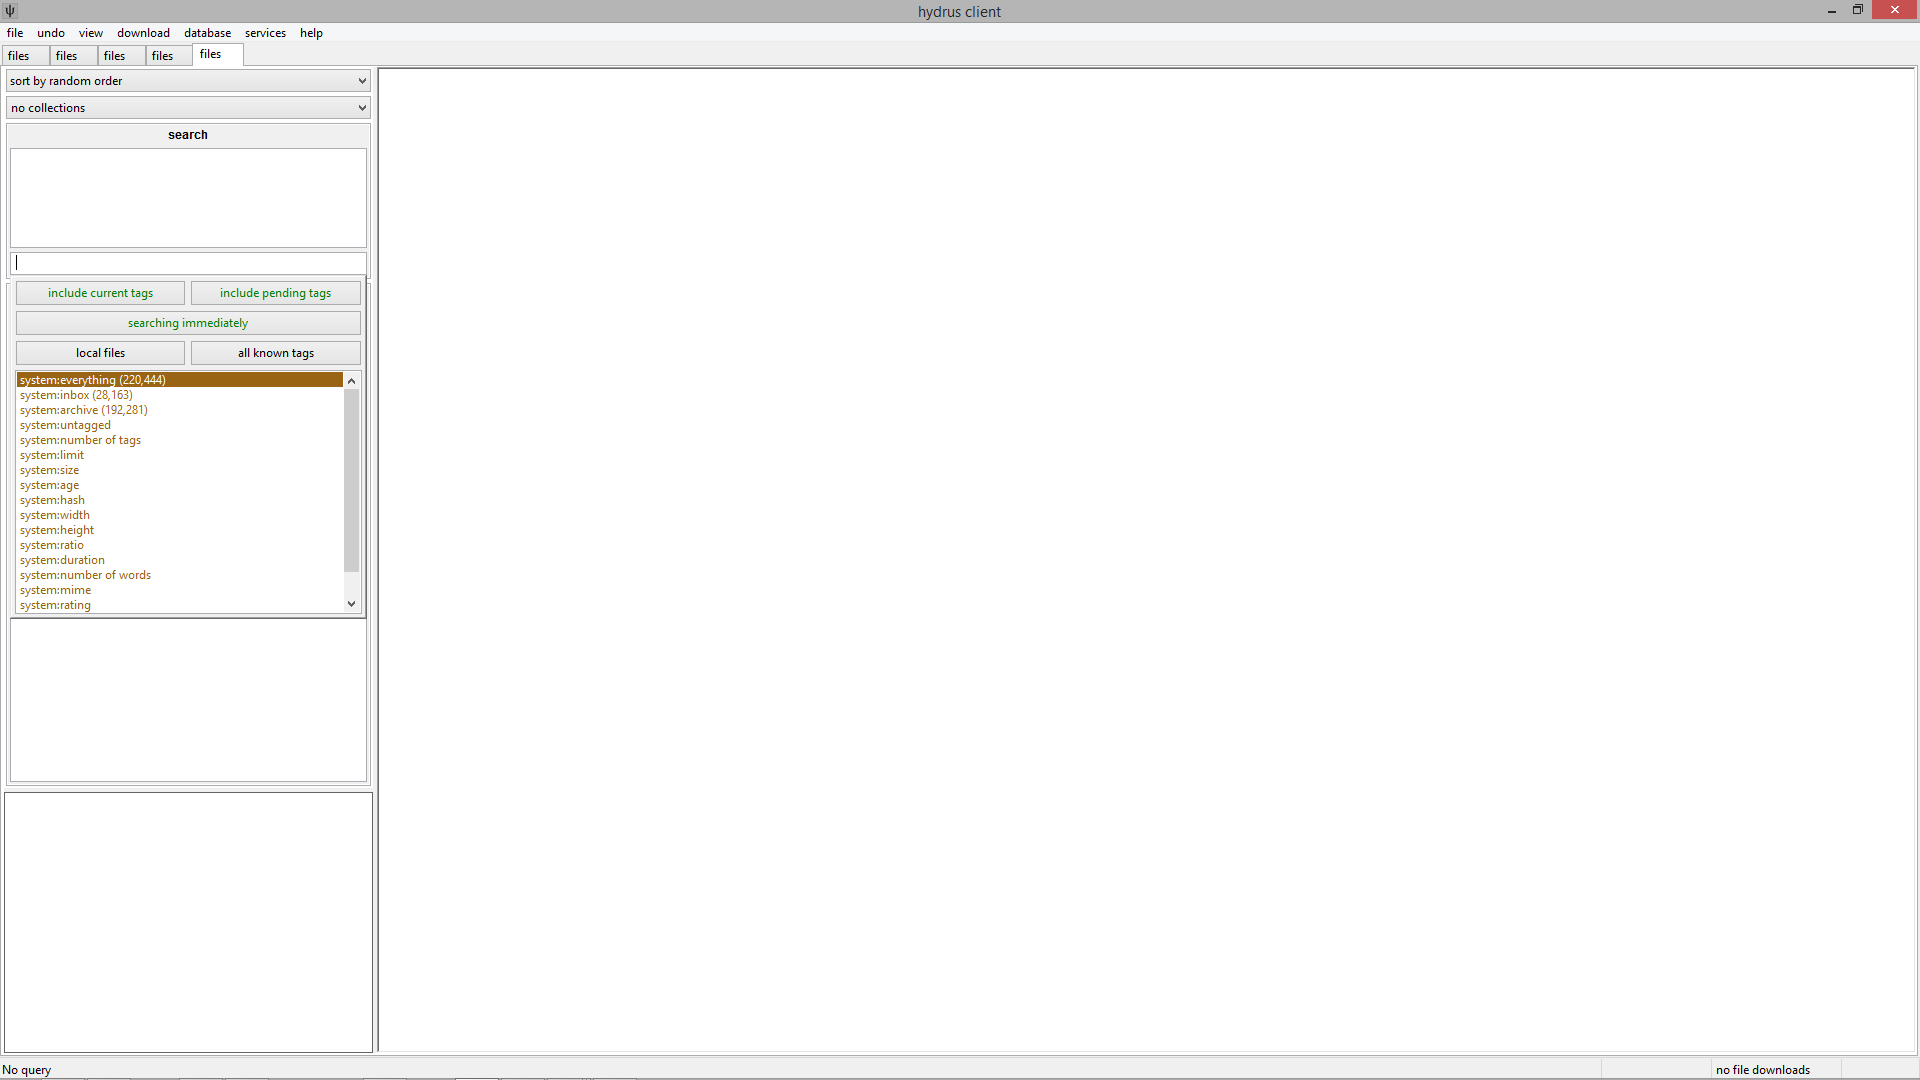 hydrus client
file undo view download database services help
files files files files files
sort by random order
no collections
search
include current tags include pending tags
searching immediately
local files all known tags
system:everything (220,444)
system:inbox (28,163)
system:archive (192,281)
system:untagged
system:number of tags
system:limit
system:size
system:age
system:hash
system:width
system:height
system:ratio
system:duration
system:number of words
system:mime
system:rating
No query no file downloads